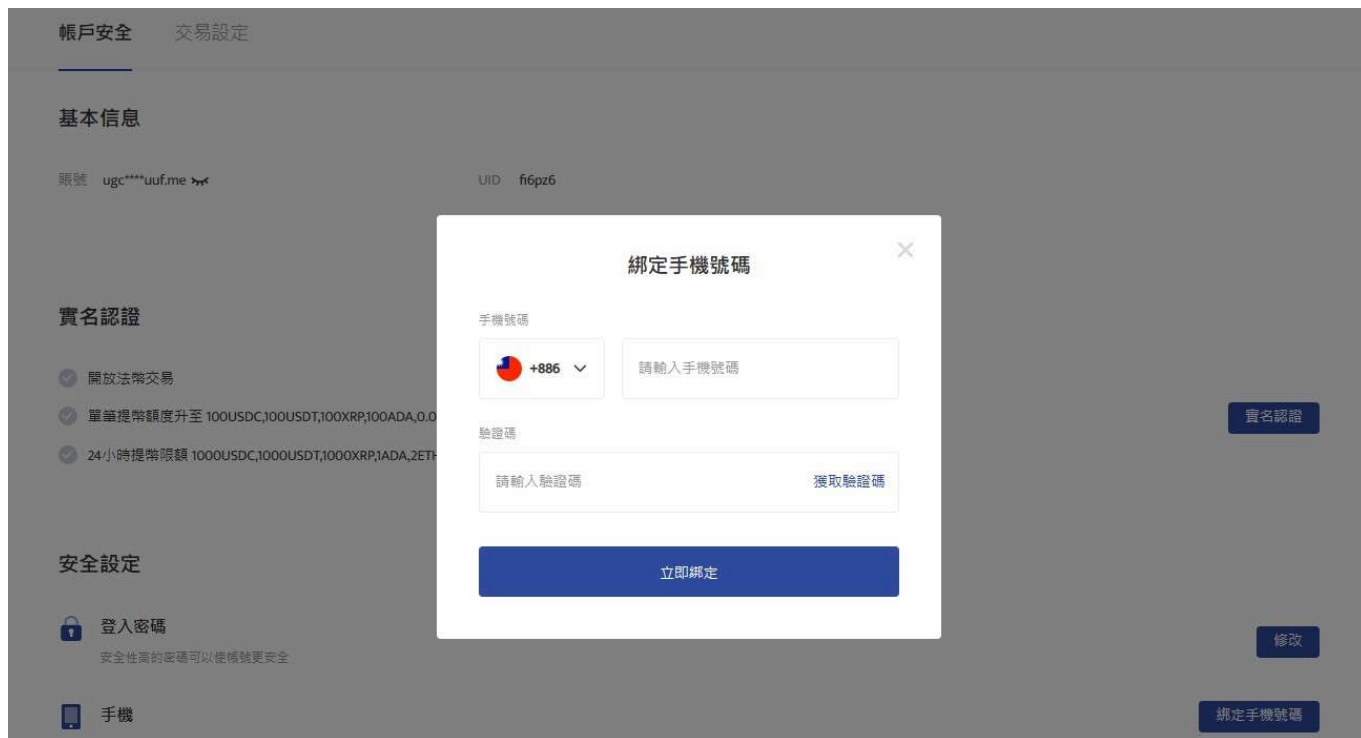 帳戶安全 交易設定
基本信息
賬號 ugc****uuf.me UID fi6pz6
綁定手機號碼
手機號碼
+886 請輸入手機號碼
驗證碼
請輸入驗證碼 獲取驗證碼
立即綁定
實名認證
開放法幣交易
單筆提幣額度升至 100USDC,100USDT,100XRP,100ADA,0.0
24小時提幣限額 1000USDC,1000USDT,1000XRP,1ADA,2ETH
實名認證
安全設定
登入密碼
安全性高的密碼可以使帳號更安全
修改
手機
綁定手機號碼